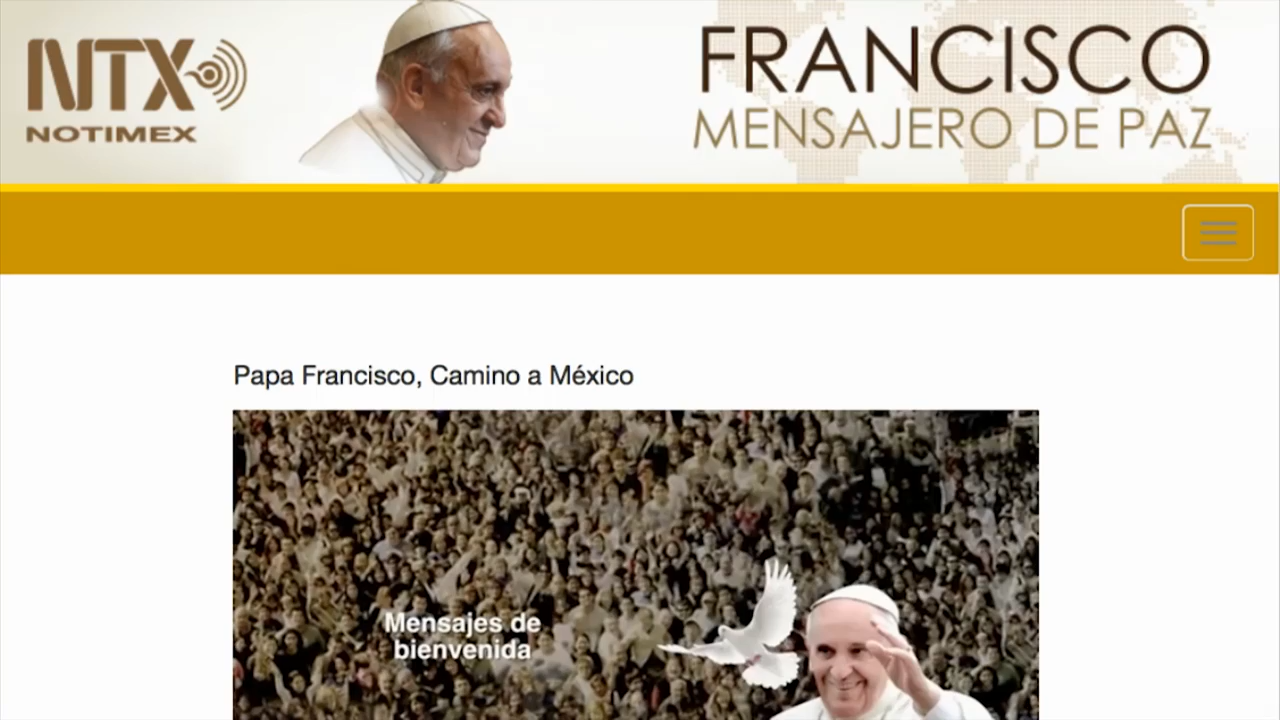 NTX
NOTIMEX
FRANCISCO
MENSAJERO DE PAZ
Papa Francisco, Camino a México
Mensajes de
bienvenida